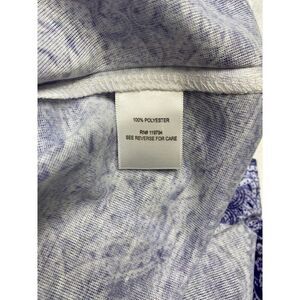 100% POLYESTER
RN# 119794
SEE REVERSE FOR CARE